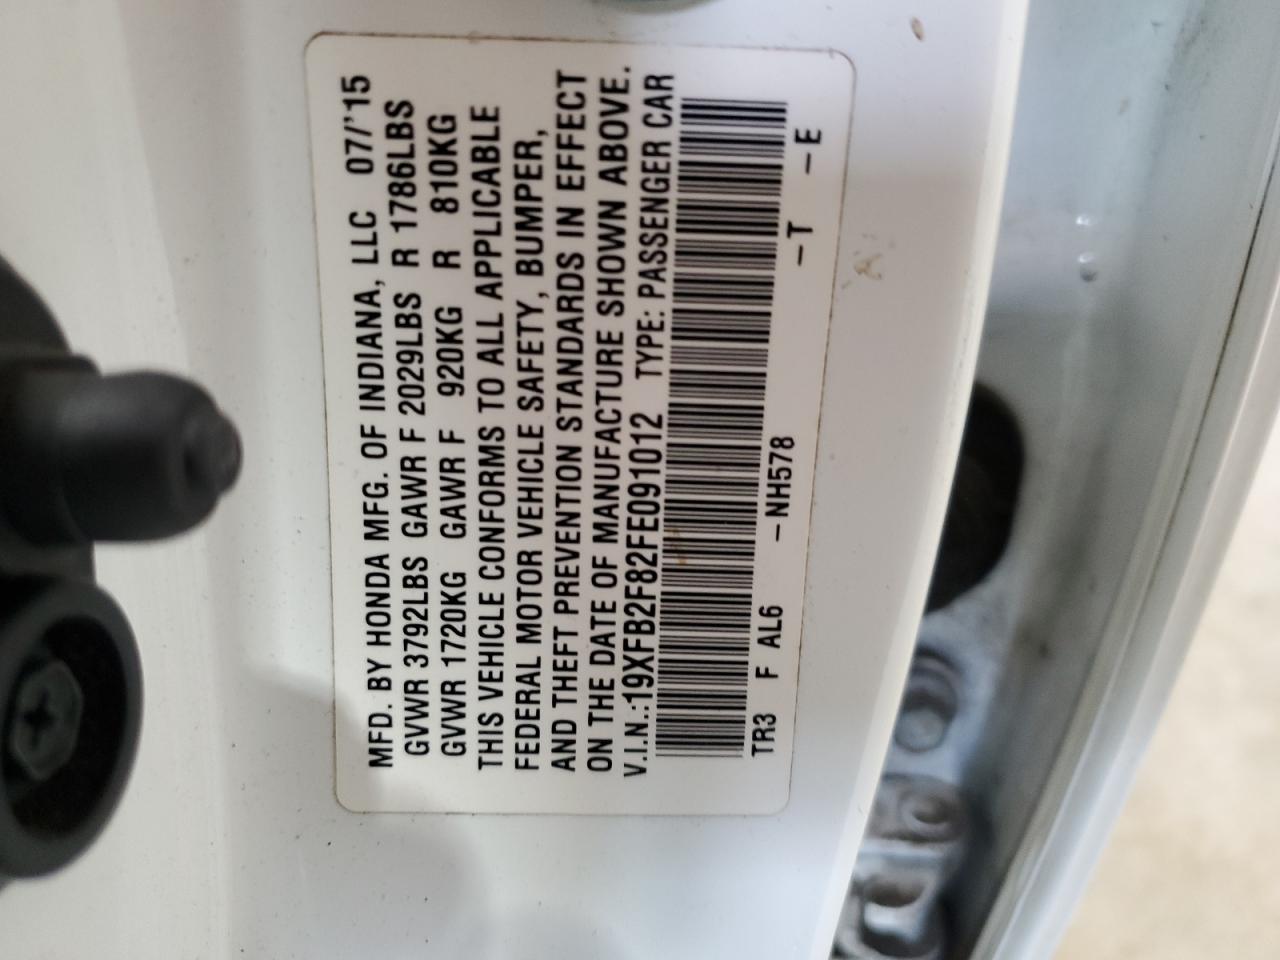 MFD. BY HONDA MFG. OF INDIANA, LLC 07/'15
GVWR 3792LBS GAWR F 2029LBS R 1786LBS
GVWR 1720KG GAWR F 920KG R 810KG
THIS VEHICLE CONFORMS TO ALL APPLICABLE
FEDERAL MOTOR VEHICLE SAFETY, BUMPER,
AND THEFT PREVENTION STANDARDS IN EFFECT
ON THE DATE OF MANUFACTURE SHOWN ABOVE.
V.I.N.:19XFB2F82FE091012 TYPE: PASSENGER CAR
TR3 F AL6 -NH578 -T -E